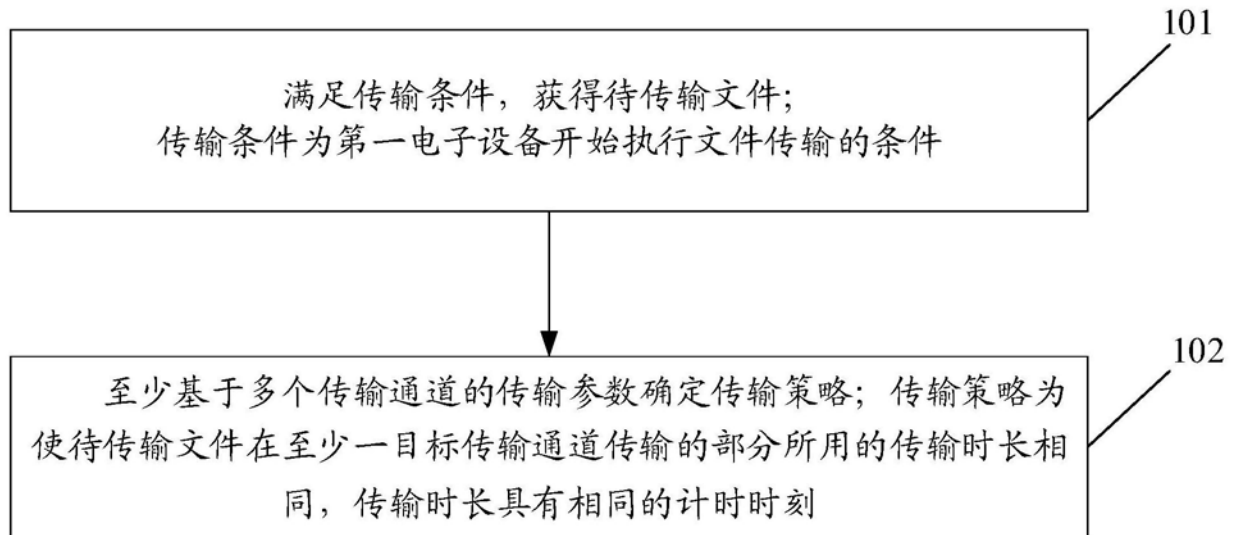 101
满足传输条件，获得待传输文件；
传输条件为第一电子设备开始执行文件传输的条件
102
至少基于多个传输通道的传输参数确定传输策略；传输策略为
使待传输文件在至少一目标传输通道传输的部分所用的传输时长相
同，传输时长具有相同的计时时刻